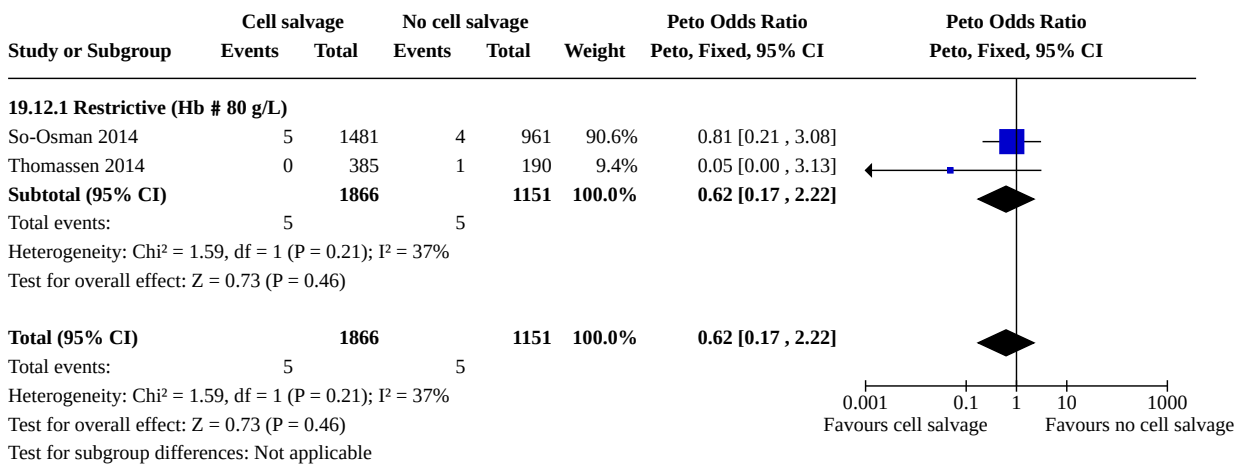 Cell salvage No cell salvage Peto Odds Ratio Peto Odds Ratio
Study or Subgroup Events Total Events Total Weight Peto, Fixed, 95% CI Peto, Fixed, 95% CI
19.12.1 Restrictive (Hb # 80 g/L)
So-Osman 2014 5 1481 4 961 90.6% 0.81 [0.21 , 3.08]
Thomassen 2014 0 385 1 190 9.4% 0.05 [0.00 , 3.13]
Subtotal (95% CI) 1866 1151 100.0% 0.62 [0.17 , 2.22]
Total events: 5 5
Heterogeneity: Chi² = 1.59, df = 1 (P = 0.21); I² = 37%
Test for overall effect: Z = 0.73 (P = 0.46)
Total (95% CI) 1866 1151 100.0% 0.62 [0.17 , 2.22]
Total events: 5 5
Heterogeneity: Chi² = 1.59, df = 1 (P = 0.21); I² = 37%
0.001 0.1 1 10 1000
Test for overall effect: Z = 0.73 (P = 0.46) Favours cell salvage Favours no cell salvage
Test for subgroup differences: Not applicable